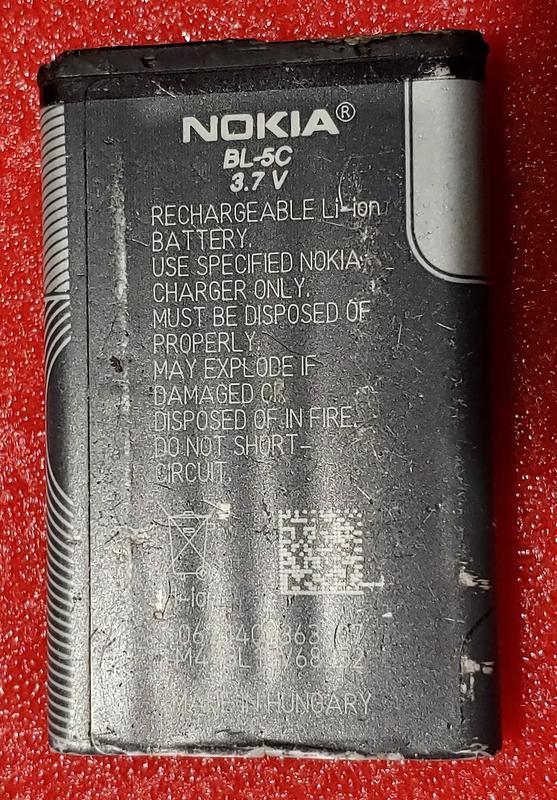 NOKIA®
BL-5C
3.7 V
RECHARGEABLE Li-ion
BATTERY.
USE SPECIFIED NOKIA
CHARGER ONLY.
MUST BE DISPOSED OF
PROPERLY.
MAY EXPLODE IF
DAMAGED OR
DISPOSED OF IN FIRE.
DO NOT SHORT-
CIRCUIT.
MADE IN HUNGARY